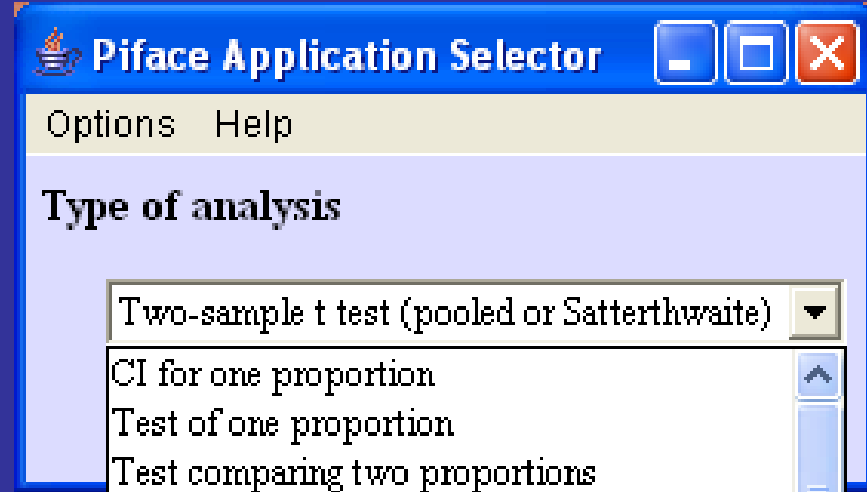 Piface Application Selector
Options Help
Type of analysis
Two-sample t test (pooled or Satterthwaite)
CI for one proportion
Test of one proportion
Test comparing two proportions